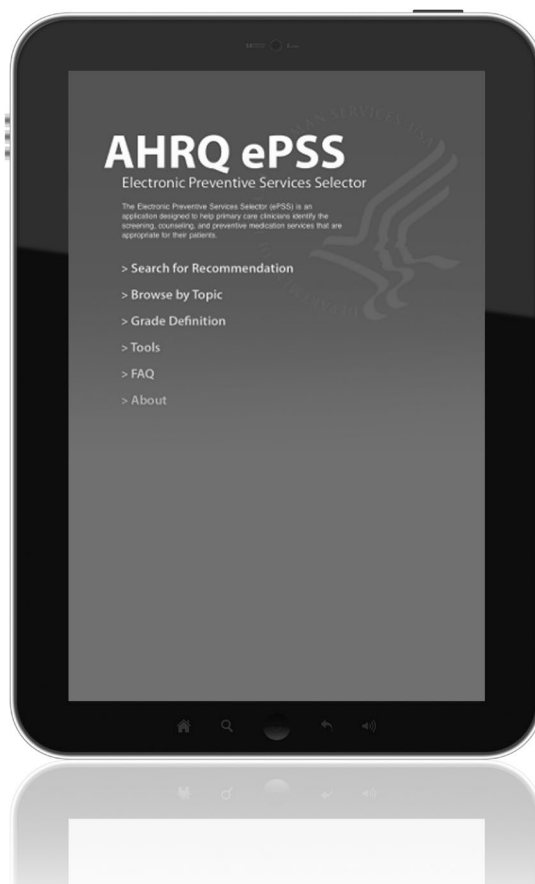 AHRQ ePSS
Electronic Preventive Services Selector
The Electronic Preventive Services Selector (ePSS) is an
application designed to help primary care clinicians identify the
screening, counseling, and preventive medication services that are
appropriate for their patients.
> Search for Recommendation
> Browse by Topic
> Grade Definition
> Tools
> FAQ
> About